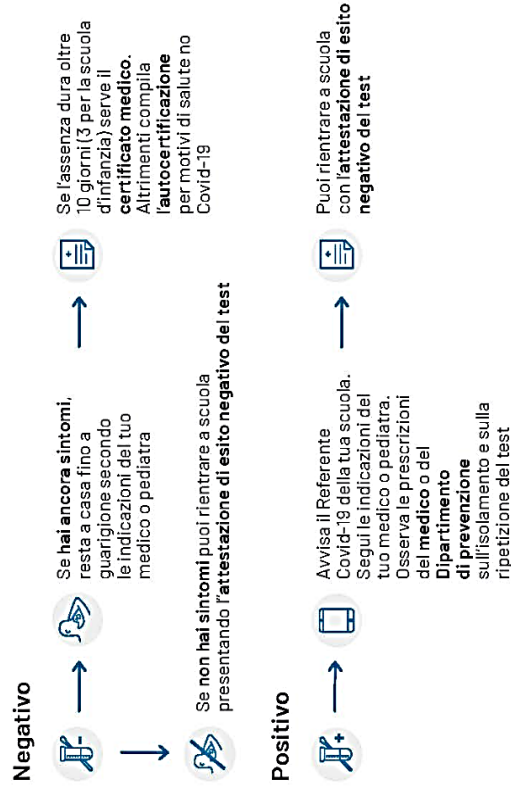 Negativo
Se hai ancora sintomi,
resta a casa fino a
guarigione secondo
le indicazioni del tuo
medico o pediatra
Se l'assenza dura oltre
10 giorni (3 per la scuola
d'infanzia) serve il
certificato medico.
Altrimenti compila
l'autocertificazione
per motivi di salute no
Covid-19
Se non hai sintomi puoi rientrare a scuola
presentando l'attestazione di esito negativo del test
Positivo
Avvisa il Referente
Covid-19 della tua scuola.
Segui le indicazioni del
tuo medico o pediatra.
Osserva le prescrizioni
del medico o del
Dipartimento
di prevenzione
sull'isolamento e sulla
ripetizione del test
Puoi rientrare a scuola
con l'attestazione di esito
negativo del test